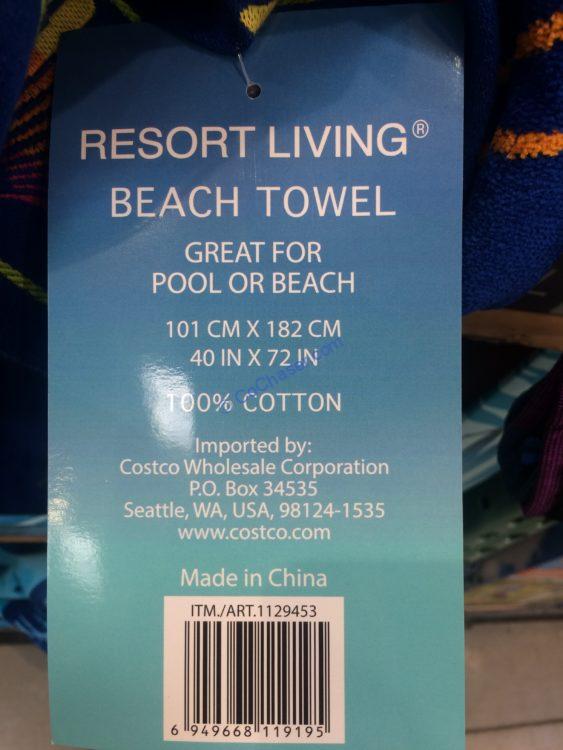 RESORT LIVING®
BEACH TOWEL
GREAT FOR
POOL OR BEACH
101 CM X 182 CM
40 IN X 72 IN
100% COTTON
Imported by:
Costco Wholesale Corporation
P.O. Box 34535
Seattle, WA, USA, 98124-1535
www.costco.com
Made in China
ITM./ART.1129453
6 949668 119195